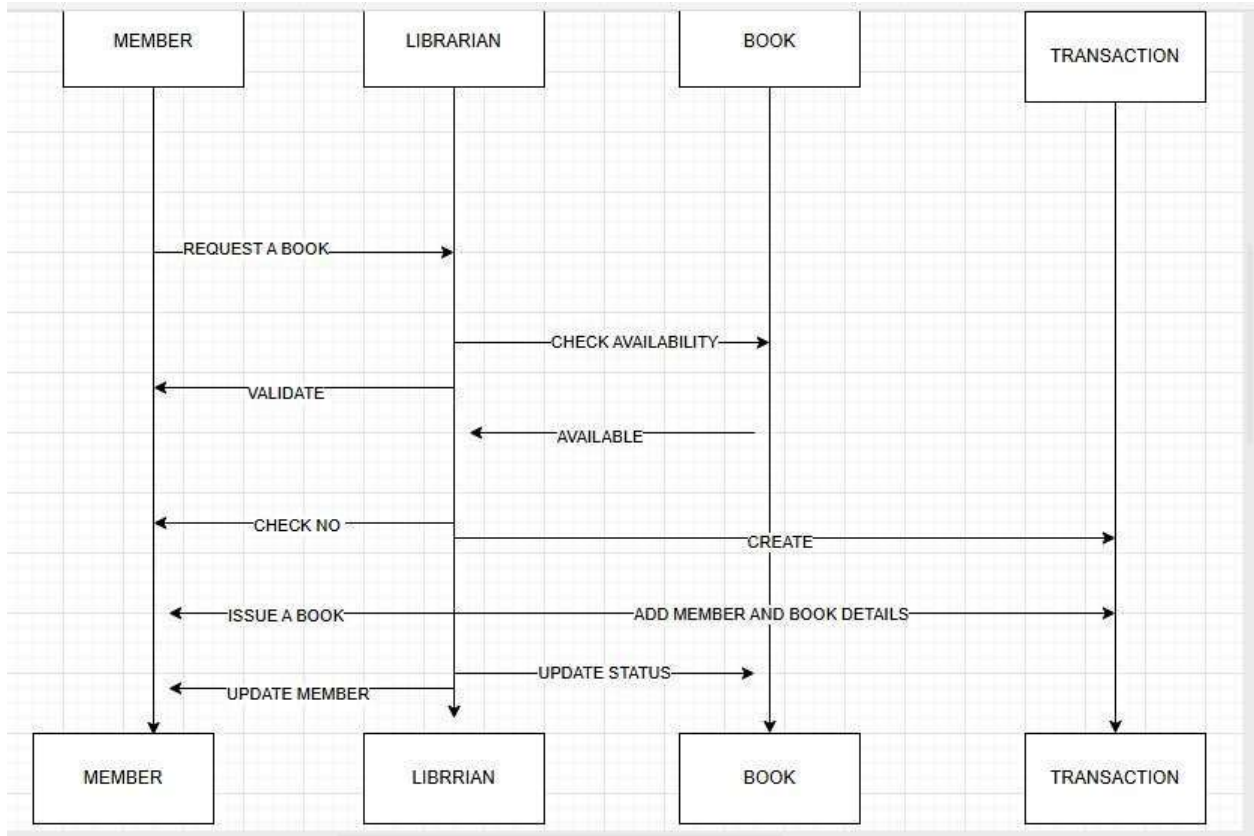 MEMBER
LIBRARIAN
BOOK
TRANSACTION
REQUEST A BOOK
CHECK AVAILABILITY
VALIDATE
AVAILABLE
CHECK NO
CREATE
ISSUE A BOOK
ADD MEMBER AND BOOK DETAILS
UPDATE STATUS
UPDATE MEMBER
MEMBER
LIBRRIAN
BOOK
TRANSACTION